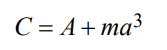 C = A + ma³